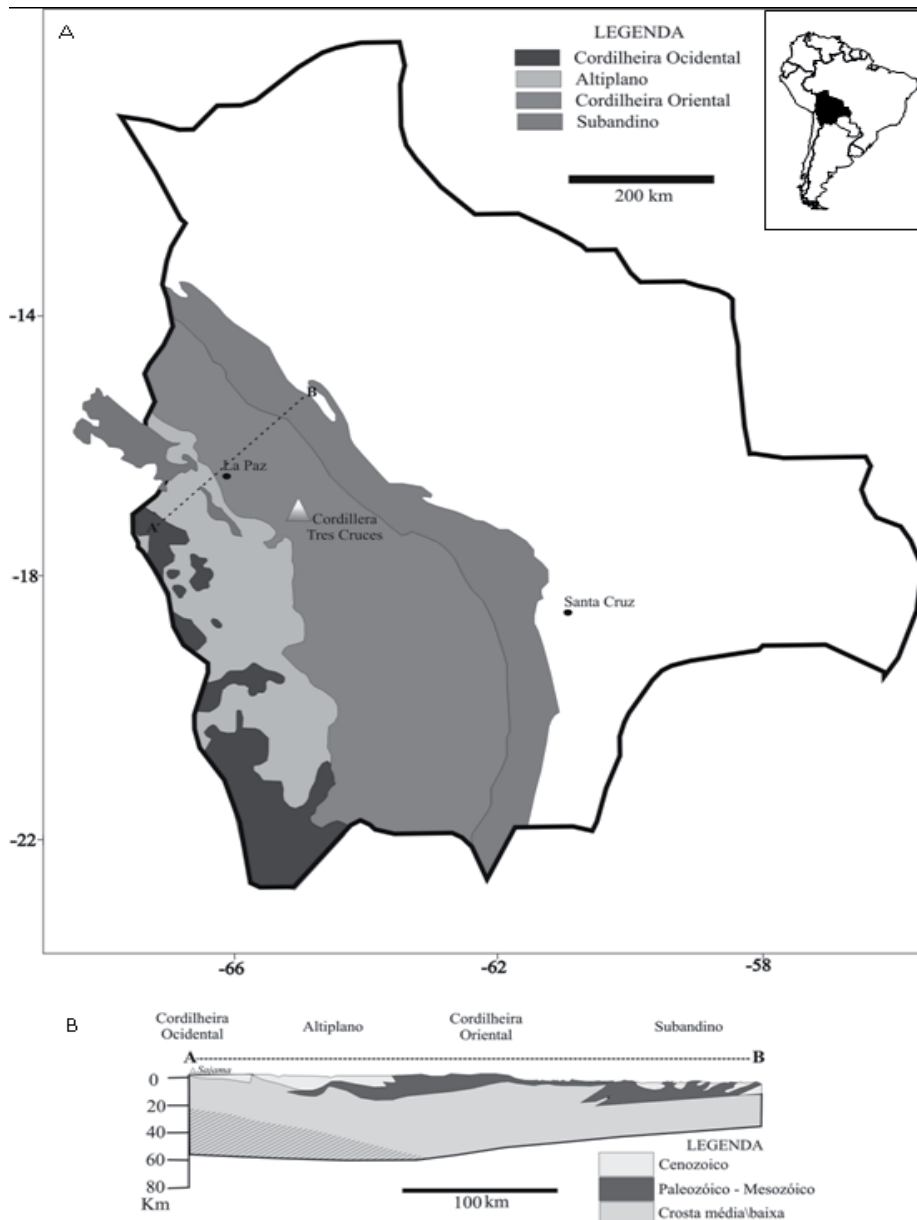 A
LEGENDA
Cordilheira Ocidental
Altiplano
Cordilheira Oriental
Subandino
200 km
-14
B
La Paz
A
Cordillera
Tres Cruces
-18
Santa Cruz
-22
-66
-62
-58
B
Cordilheira
Ocidental
Altiplano
Cordilheira
Oriental
Subandino
A
B
Sajama
0
20
40
60
80
Km
100 km
LEGENDA
Cenozoico
Paleozóico - Mesozóico
Crosta média\baixa